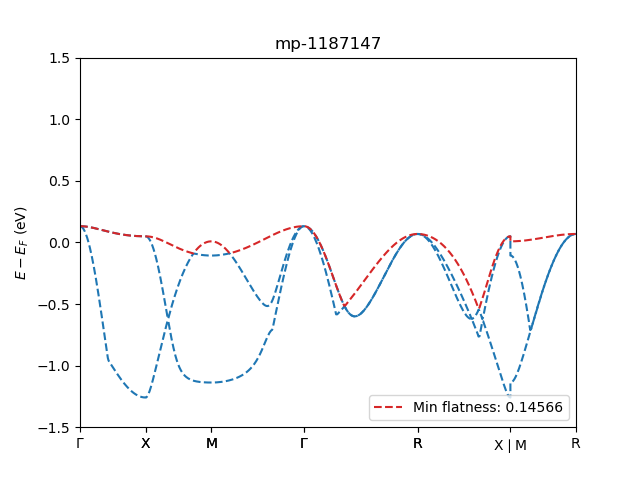 mp-1187147
1.5
1.0
0.5
0.0
−0.5
−1.0
−1.5
E − E_F (eV)
Min flatness: 0.14566
Γ X M Γ R X | M R